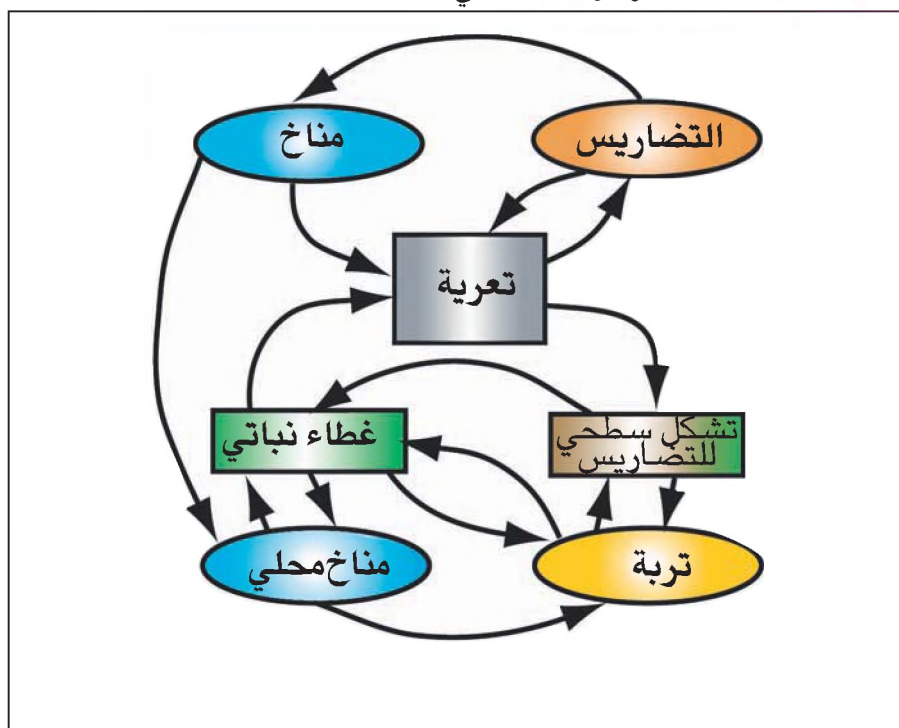 التضاريس
مناخ
تعرية
تشكل سطحي
للتضاريس
غطاء نباتي
تربة
مناخ محلي